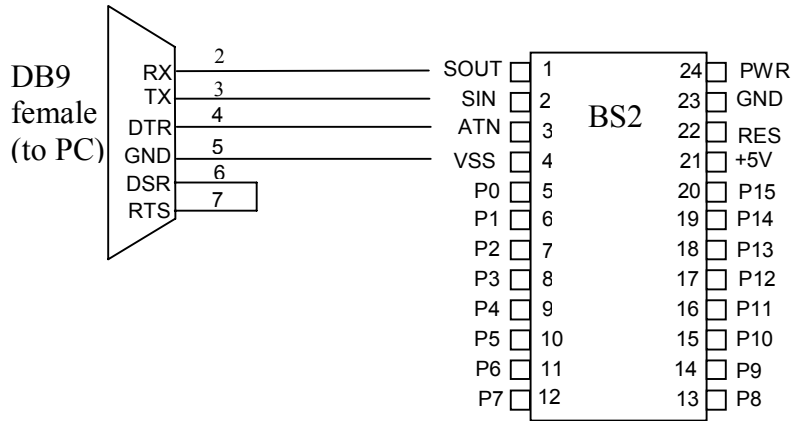 DB9
female
(to PC)
RX 2
TX 3
DTR 4
GND 5
DSR 6
RTS 7
BS2
SOUT 1 24 PWR
SIN 2 23 GND
ATN 3 22 RES
VSS 4 21 +5V
P0 5 20 P15
P1 6 19 P14
P2 7 18 P13
P3 8 17 P12
P4 9 16 P11
P5 10 15 P10
P6 11 14 P9
P7 12 13 P8